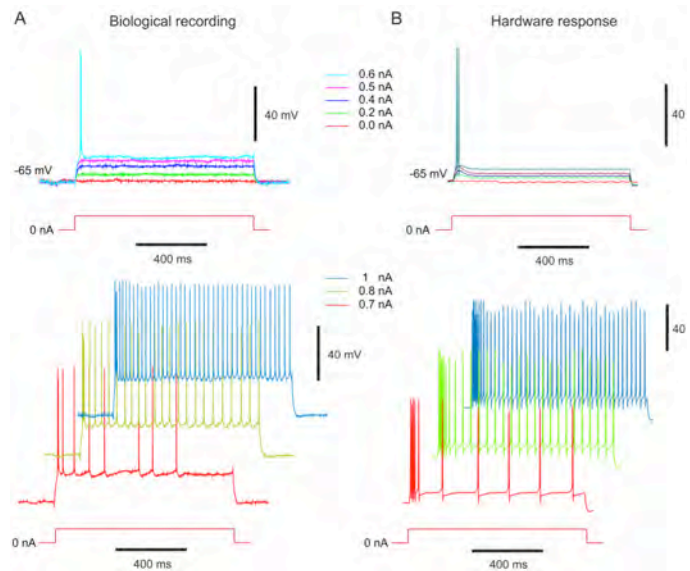 A
Biological recording
B
Hardware response
0.6 nA
0.5 nA
0.4 nA
0.2 nA
0.0 nA
40 mV
40
-65 mV
-65 mV
0 nA
0 nA
400 ms
400 ms
1 nA
0.8 nA
0.7 nA
40 mV
40
0 nA
0 nA
400 ms
400 ms